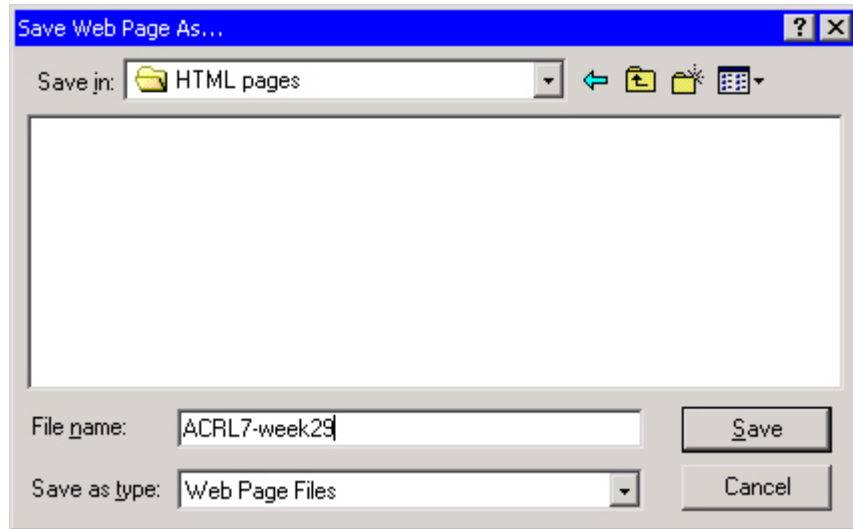 Save Web Page As...
Save in: HTML pages
File name: ACRL7-week29 Save
Save as type: Web Page Files Cancel